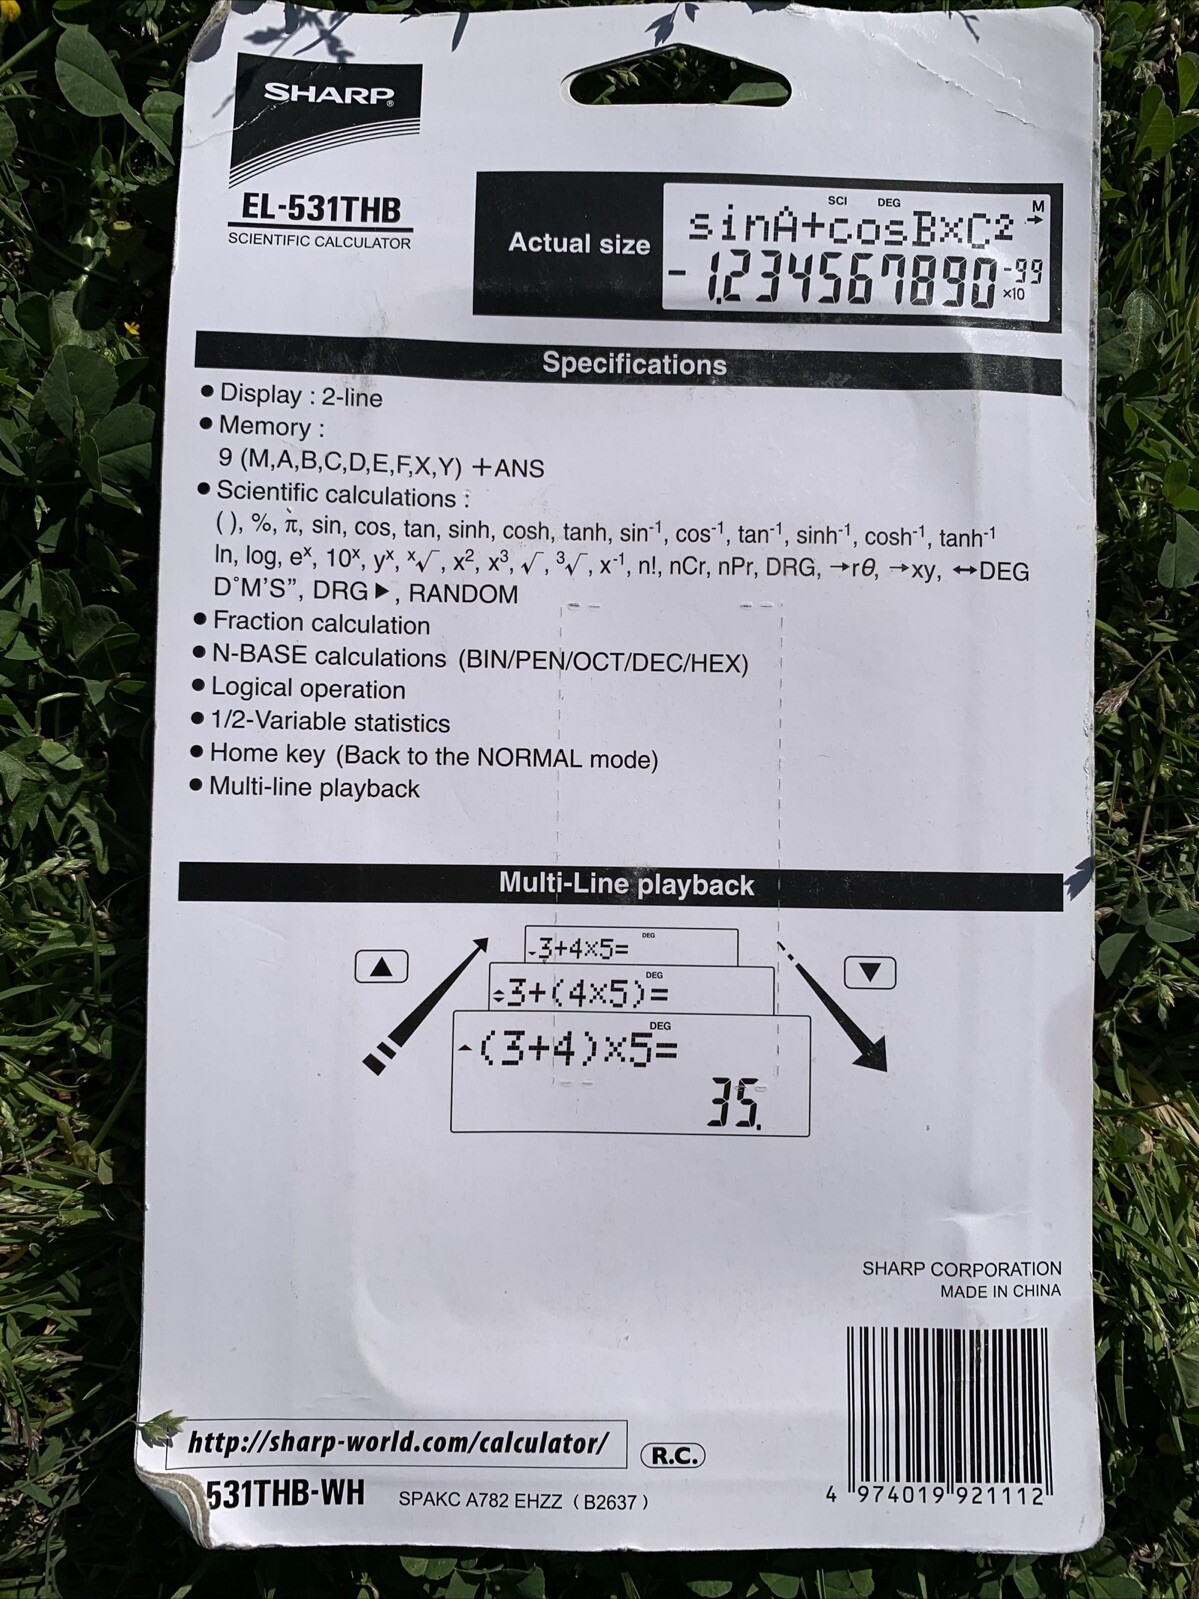 SHARP®
EL-531THB
SCIENTIFIC CALCULATOR
Actual size
SCI DEG M
sinA+cosB×C²→
-1.234567890×10⁻⁹⁹
Specifications
● Display : 2-line
● Memory :
9 (M,A,B,C,D,E,F,X,Y) +ANS
● Scientific calculations :
( ), %, π, sin, cos, tan, sinh, cosh, tanh, sin⁻¹, cos⁻¹, tan⁻¹, sinh⁻¹, cosh⁻¹, tanh⁻¹
ln, log, eˣ, 10ˣ, yˣ, ˣ√‾, x², x³, √‾, ³√‾, x⁻¹, n!, nCr, nPr, DRG, →rθ, →xy, ↔DEG
D°M'S”, DRG▶, RANDOM
● Fraction calculation
● N-BASE calculations (BIN/PEN/OCT/DEC/HEX)
● Logical operation
● 1/2-Variable statistics
● Home key (Back to the NORMAL mode)
● Multi-line playback
Multi-Line playback
▲
DEG
3+4×5=
DEG
3+(4×5)=
DEG
(3+4)×5=
35.
▼
SHARP CORPORATION
MADE IN CHINA
http://sharp-world.com/calculator/
R.C.
531THB-WH
SPAKC A782 EHZZ ( B2637 )
4 974019 921112